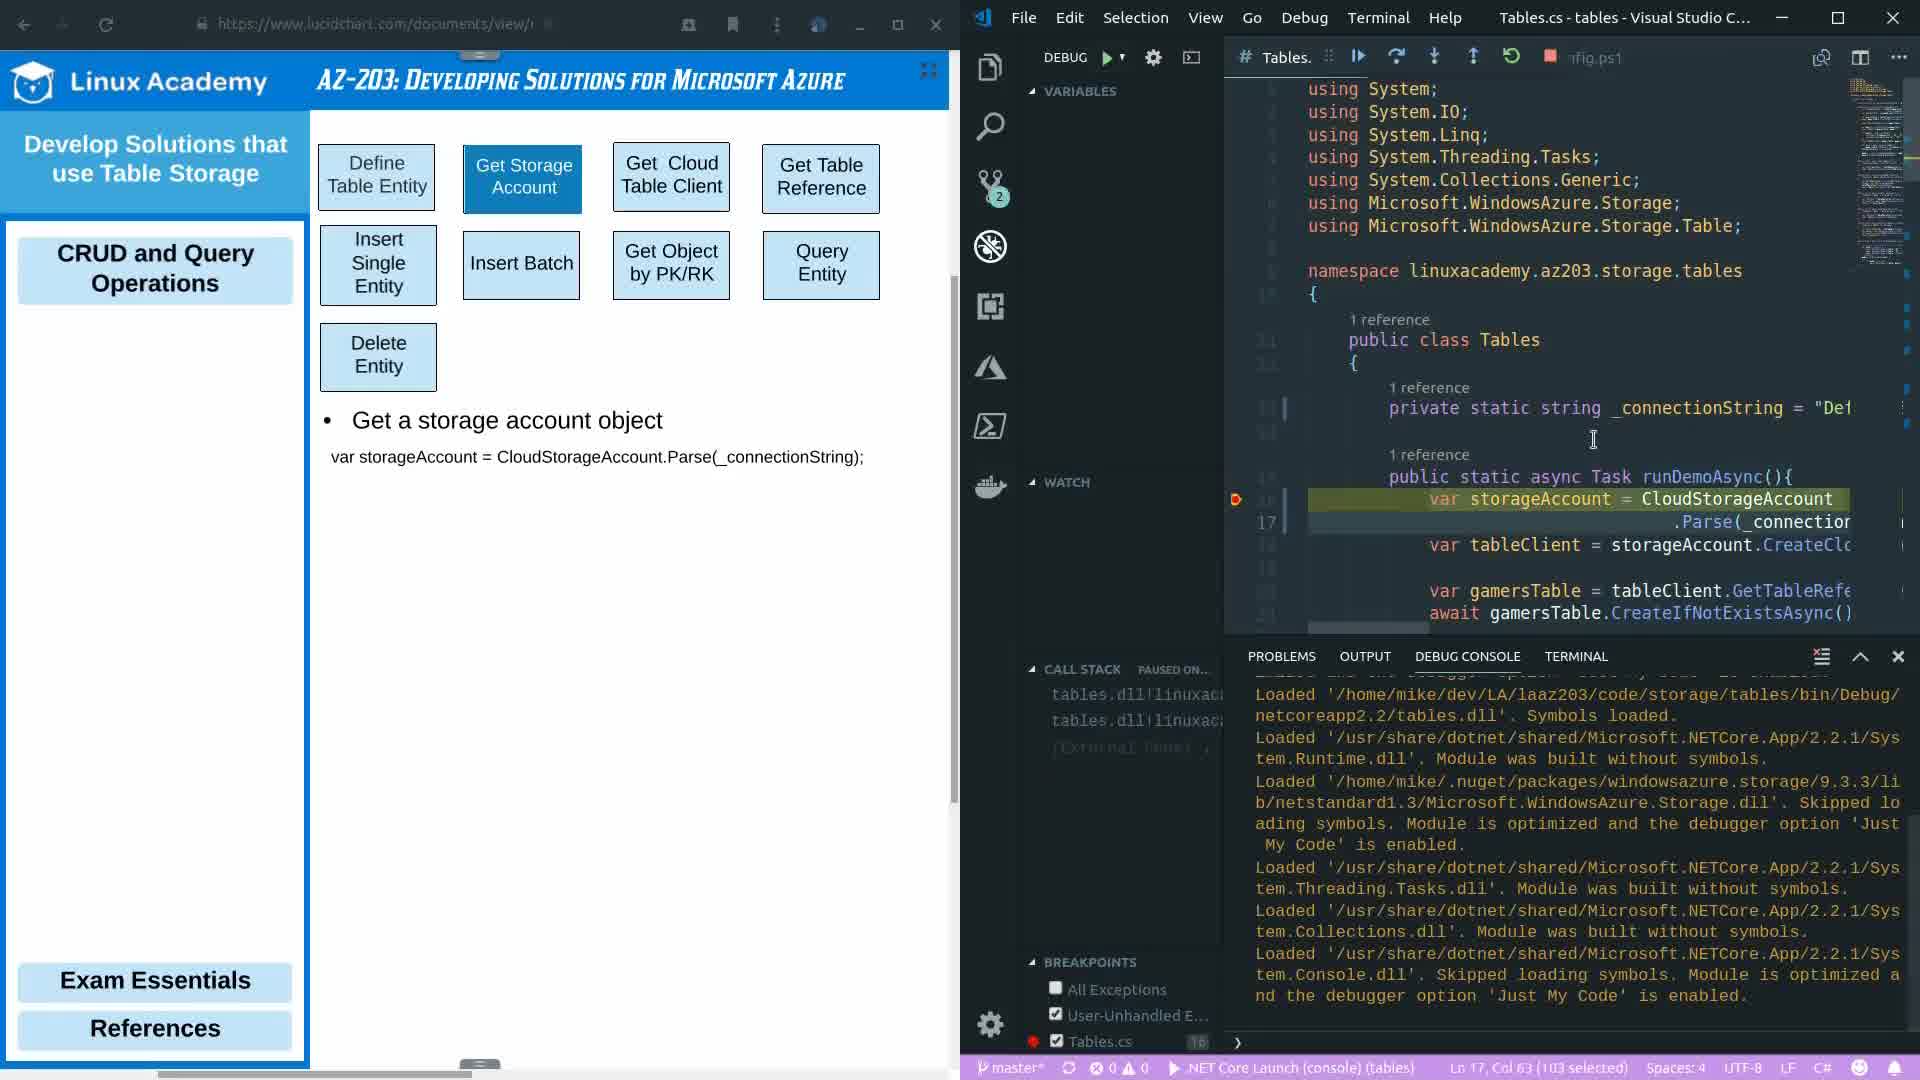 https://www.lucidchart.com/documents/view/
Linux Academy
AZ-203: Developing Solutions for Microsoft Azure
Develop Solutions that
use Table Storage
CRUD and Query
Operations
Exam Essentials
References
Define
Table Entity
Get Storage
Account
Get Cloud
Table Client
Get Table
Reference
Insert
Single
Entity
Insert Batch
Get Object
by PK/RK
Query
Entity
Delete
Entity
• Get a storage account object
var storageAccount = CloudStorageAccount.Parse(_connectionString);
File Edit Selection View Go Debug Terminal Help Tables.cs - tables - Visual Studio C...
DEBUG
VARIABLES
WATCH
CALL STACK PAUSED ON...
tables.dll!linuxac
tables.dll!linuxac
BREAKPOINTS
All Exceptions
User-Unhandled E...
Tables.cs 16
2
# Tables.
using System;
using System.IO;
using System.Linq;
using System.Threading.Tasks;
using System.Collections.Generic;
using Microsoft.WindowsAzure.Storage;
using Microsoft.WindowsAzure.Storage.Table;
namespace linuxacademy.az203.storage.tables
{
1 reference
public class Tables
{
1 reference
private static string _connectionString = "Def
1 reference
public static async Task runDemoAsync(){
var storageAccount = CloudStorageAccount
17 .Parse(_connection
var tableClient = storageAccount.CreateClo
var gamersTable = tableClient.GetTableRefe
await gamersTable.CreateIfNotExistsAsync()
PROBLEMS OUTPUT DEBUG CONSOLE TERMINAL
Loaded '/home/mike/dev/LA/laaz203/code/storage/tables/bin/Debug/
netcoreapp2.2/tables.dll'. Symbols loaded.
Loaded '/usr/share/dotnet/shared/Microsoft.NETCore.App/2.2.1/Sys
tem.Runtime.dll'. Module was built without symbols.
Loaded '/home/mike/.nuget/packages/windowsazure.storage/9.3.3/li
b/netstandard1.3/Microsoft.WindowsAzure.Storage.dll'. Skipped lo
ading symbols. Module is optimized and the debugger option 'Just
My Code' is enabled.
Loaded '/usr/share/dotnet/shared/Microsoft.NETCore.App/2.2.1/Sys
tem.Threading.Tasks.dll'. Module was built without symbols.
Loaded '/usr/share/dotnet/shared/Microsoft.NETCore.App/2.2.1/Sys
tem.Collections.dll'. Module was built without symbols.
Loaded '/usr/share/dotnet/shared/Microsoft.NETCore.App/2.2.1/Sys
tem.Console.dll'. Skipped loading symbols. Module is optimized a
nd the debugger option 'Just My Code' is enabled.
master* 0 0 .NET Core Launch (console) (tables) Ln 17, Col 63 (103 selected) Spaces: 4 UTF-8 LF C#